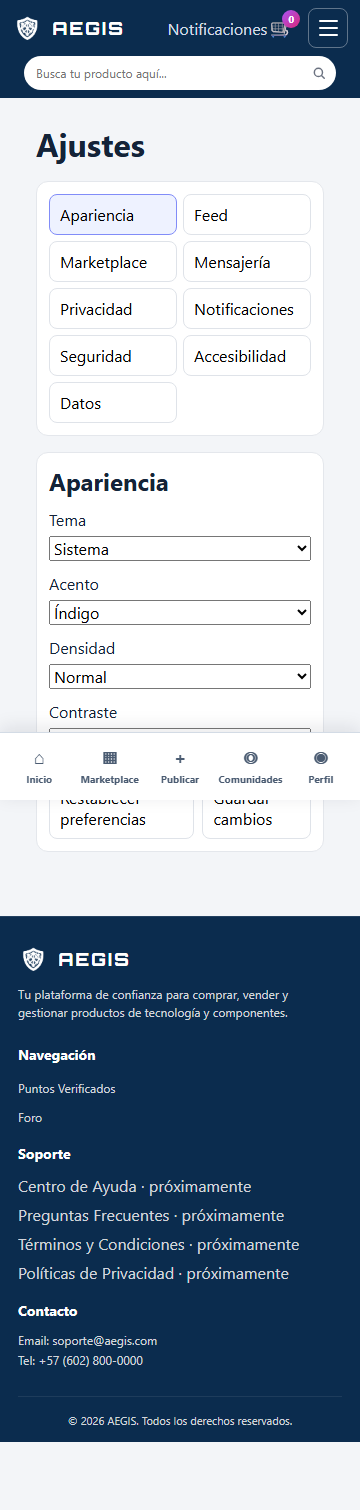 AEGIS
Notificaciones
0
Busca tu producto aquí...
Ajustes
Apariencia
Feed
Marketplace
Mensajería
Privacidad
Notificaciones
Seguridad
Accesibilidad
Datos
Apariencia
Tema
Sistema
Acento
Índigo
Densidad
Normal
Contraste
Inicio
Marketplace
Publicar
Comunidades
Perfil
Restablecer
preferencias
Guardar
cambios
AEGIS
Tu plataforma de confianza para comprar, vender y
gestionar productos de tecnología y componentes.
Navegación
Puntos Verificados
Foro
Soporte
Centro de Ayuda · próximamente
Preguntas Frecuentes · próximamente
Términos y Condiciones · próximamente
Políticas de Privacidad · próximamente
Contacto
Email: soporte@aegis.com
Tel: +57 (602) 800-0000
© 2026 AEGIS. Todos los derechos reservados.